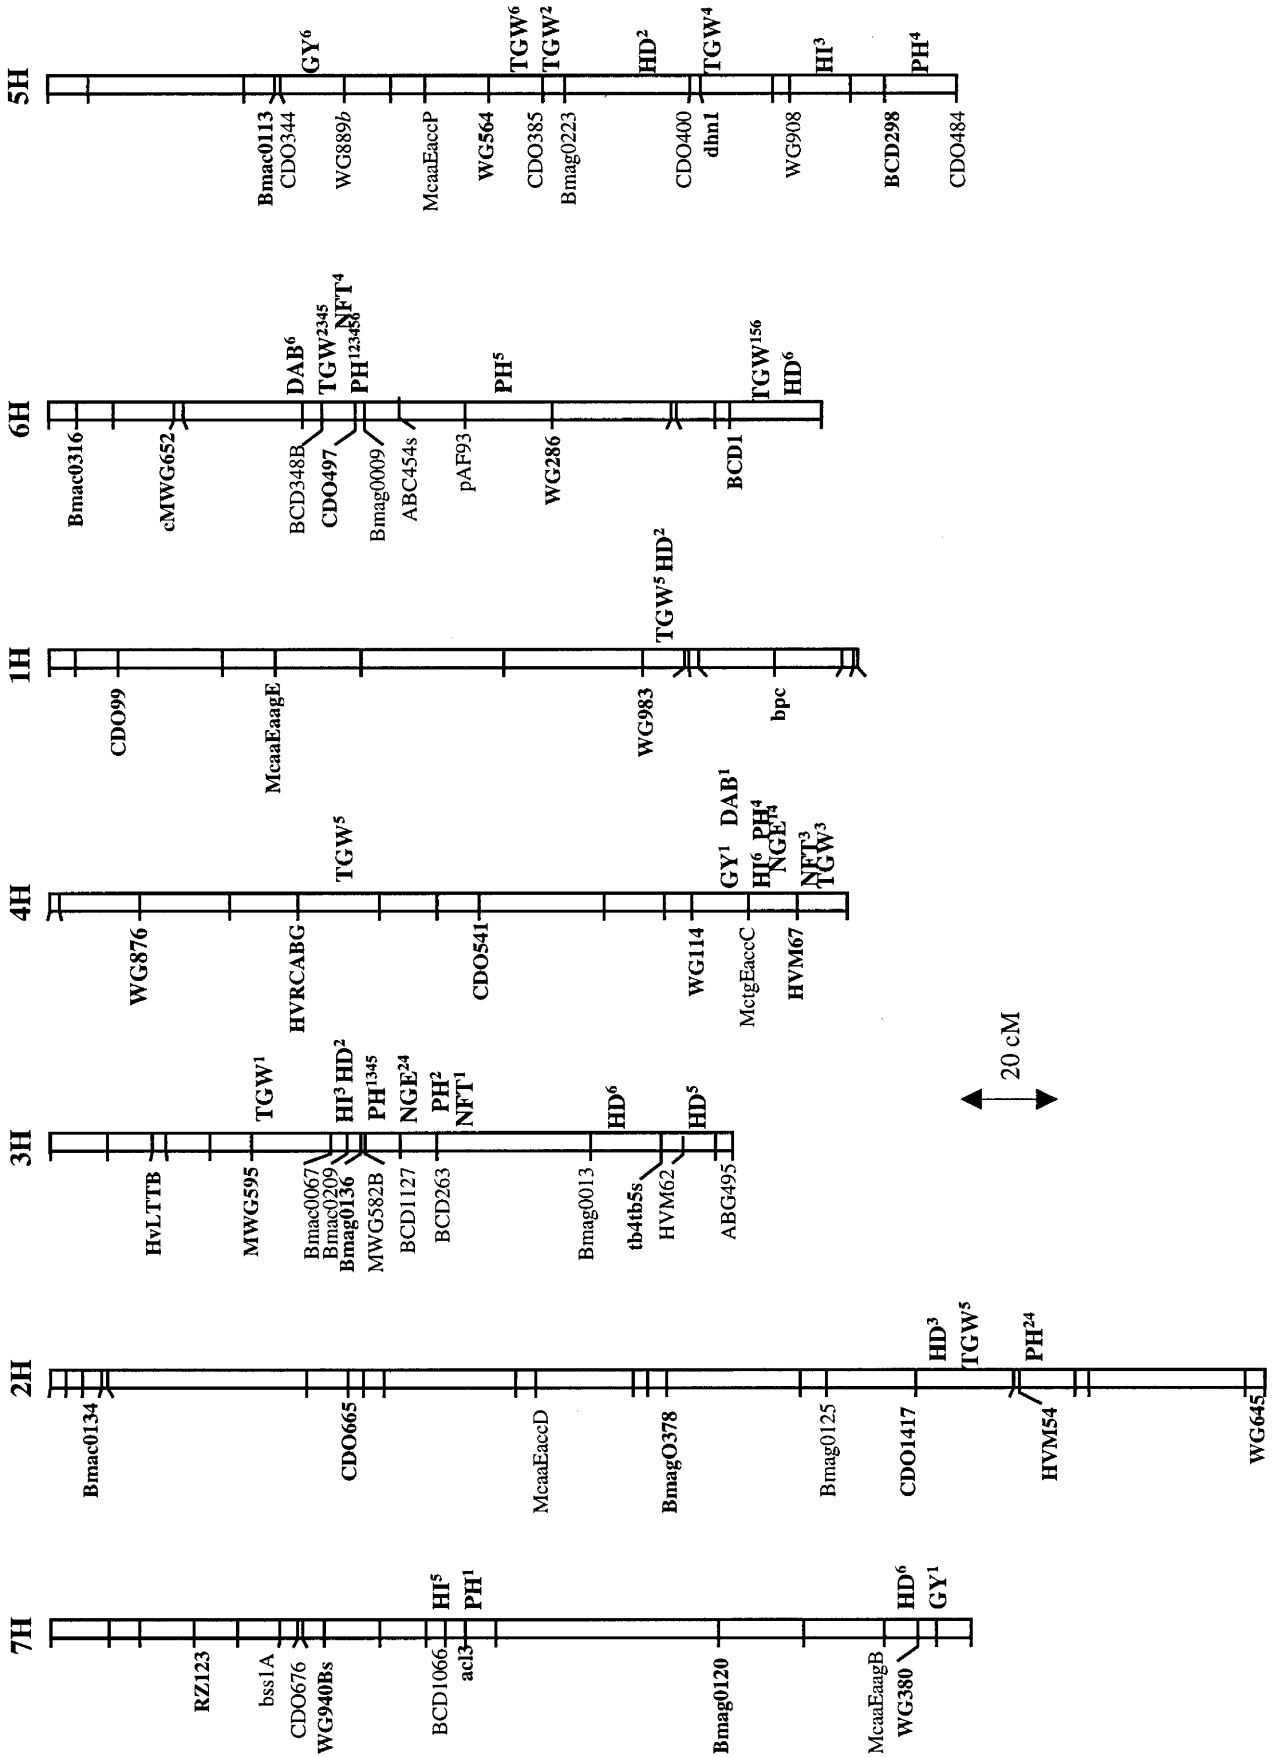 7H
RZ123
bss1A
CDO676
WG940Bs
BCD1066
acl3
Bmag0120
McaaEaagB
WG380
HI5
PH1
HD6
GY1
2H
Bmac0134
CDO665
McaaEaccD
BmagO378
Bmag0125
CDO1417
HVM54
WG645
HD3
TGW5
PH24
3H
HvLTTB
MWG595
Bmac0067
Bmac0209
Bmag0136
MWG582B
BCD1127
BCD263
Bmag0013
tb4tb5s
HVM62
ABG495
TGW1
HI3 HD2
PH1345
NGE24
PH2
NFT1
HD6
HD5
20 cM
4H
WG876
HVRCABG
CDO541
WG114
MctgEaccC
HVM67
TGW5
GY1 DAB1
HI6 PH4
NGE14
NFT3
TGW3
1H
CDO99
McaaEaagE
WG983
bpc
TGW5 HD2
6H
Bmac0316
cMWG652
BCD348B
CDO497
Bmag0009
ABC454s
pAF93
WG286
BCD1
DAB6
TGW2345
NFT4
PH123456
PH5
TGW156
HD6
5H
Bmac0113
CDO344
WG889b
McaaEaccP
WG564
CDO385
Bmag0223
CDO400
dhn1
WG908
BCD298
CDO484
GY6
TGW6
TGW2
HD2
TGW4
HI3
PH4